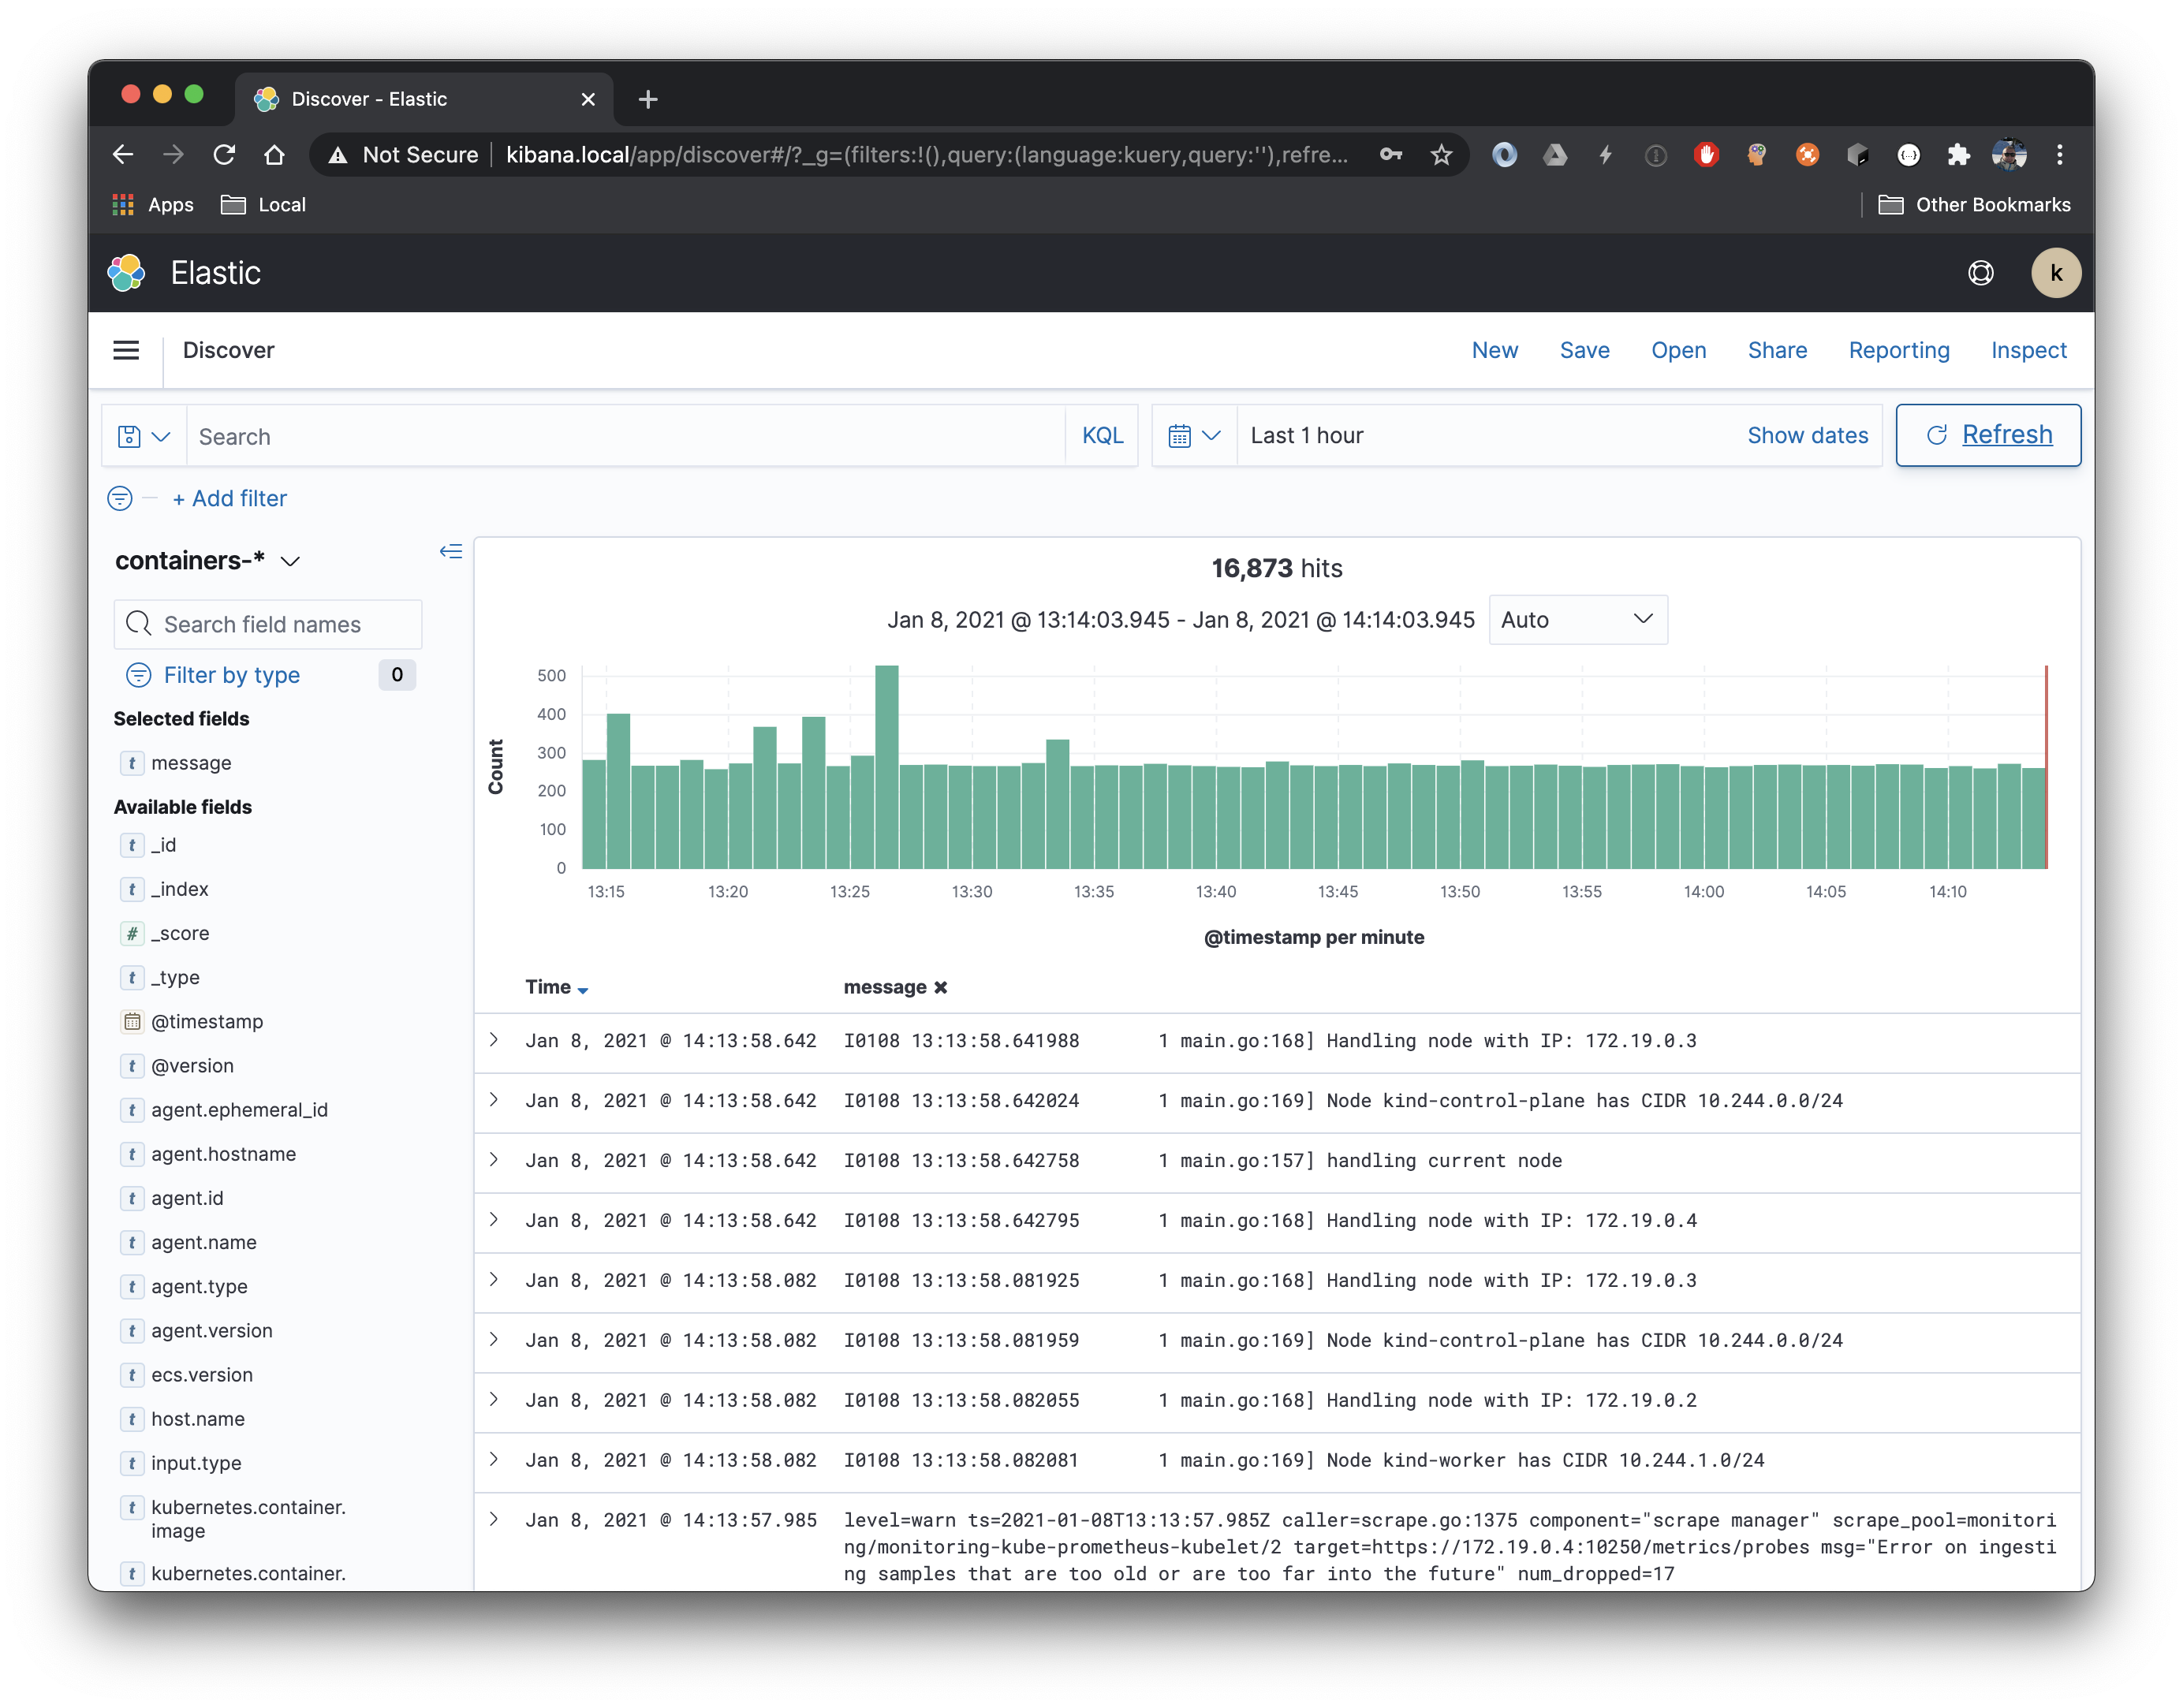 Discover - Elastic
Not Secure kibana.local/app/discover#/?_g=(filters:!(),query:(language:kuery,query:''),refre...
Apps Local Other Bookmarks
Elastic k
Discover New Save Open Share Reporting Inspect
Search KQL Last 1 hour Show dates Refresh
+ Add filter
containers-*
Search field names
Filter by type 0
Selected fields
t message
Available fields
t _id
t _index
# _score
t _type
@timestamp
t @version
t agent.ephemeral_id
t agent.hostname
t agent.id
t agent.name
t agent.type
t agent.version
t ecs.version
t host.name
t input.type
t kubernetes.container.
image
t kubernetes.container.
16,873 hits
Jan 8, 2021 @ 13:14:03.945 - Jan 8, 2021 @ 14:14:03.945 Auto
Count
500
400
300
200
100
0
13:15 13:20 13:25 13:30 13:35 13:40 13:45 13:50 13:55 14:00 14:05 14:10
@timestamp per minute
Time message
Jan 8, 2021 @ 14:13:58.642 I0108 13:13:58.641988 1 main.go:168] Handling node with IP: 172.19.0.3
Jan 8, 2021 @ 14:13:58.642 I0108 13:13:58.642024 1 main.go:169] Node kind-control-plane has CIDR 10.244.0.0/24
Jan 8, 2021 @ 14:13:58.642 I0108 13:13:58.642758 1 main.go:157] handling current node
Jan 8, 2021 @ 14:13:58.642 I0108 13:13:58.642795 1 main.go:168] Handling node with IP: 172.19.0.4
Jan 8, 2021 @ 14:13:58.082 I0108 13:13:58.081925 1 main.go:168] Handling node with IP: 172.19.0.3
Jan 8, 2021 @ 14:13:58.082 I0108 13:13:58.081959 1 main.go:169] Node kind-control-plane has CIDR 10.244.0.0/24
Jan 8, 2021 @ 14:13:58.082 I0108 13:13:58.082055 1 main.go:168] Handling node with IP: 172.19.0.2
Jan 8, 2021 @ 14:13:58.082 I0108 13:13:58.082081 1 main.go:169] Node kind-worker has CIDR 10.244.1.0/24
Jan 8, 2021 @ 14:13:57.985 level=warn ts=2021-01-08T13:13:57.985Z caller=scrape.go:1375 component="scrape manager" scrape_pool=monitori
ng/monitoring-kube-prometheus-kubelet/2 target=https://172.19.0.4:10250/metrics/probes msg="Error on ingesti
ng samples that are too old or are too far into the future" num_dropped=17